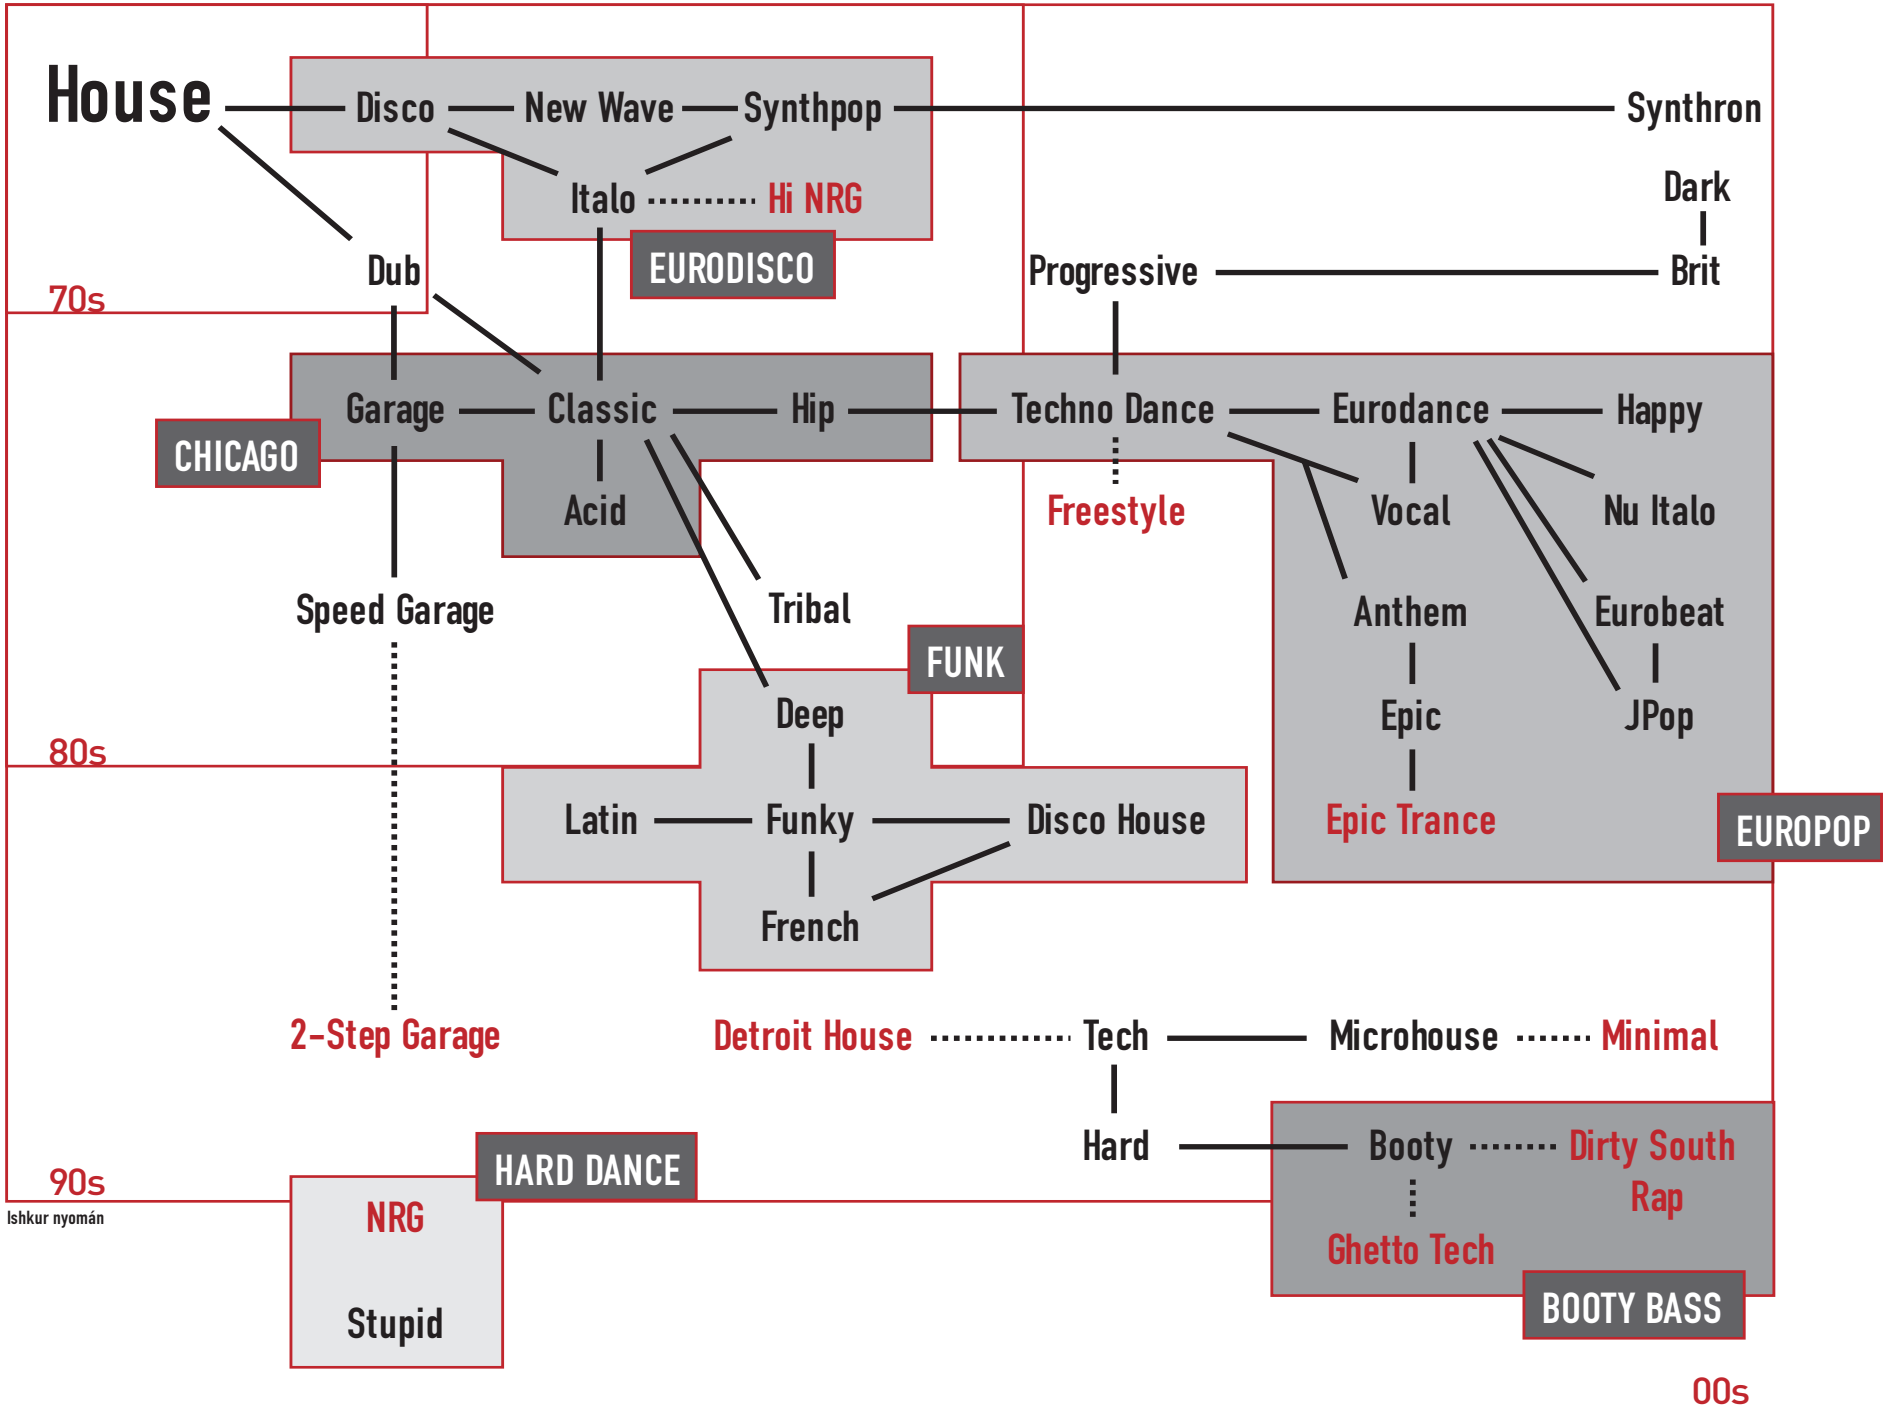 House
Disco
New Wave
Synthpop
Synthron
Dark
Italo
Hi NRG
EURODISCO
Dub
Progressive
Brit
70s
Garage
Classic
Hip
Techno Dance
Eurodance
Happy
CHICAGO
Acid
Freestyle
Vocal
Nu Italo
Speed Garage
Tribal
Anthem
Eurobeat
FUNK
Deep
Epic
JPop
80s
Latin
Funky
Disco House
Epic Trance
EUROPOP
French
2-Step Garage
Detroit House
Tech
Microhouse
Minimal
Hard
Booty
Dirty South
Rap
HARD DANCE
90s
Ishkur nyomán
NRG
Ghetto Tech
BOOTY BASS
Stupid
00s